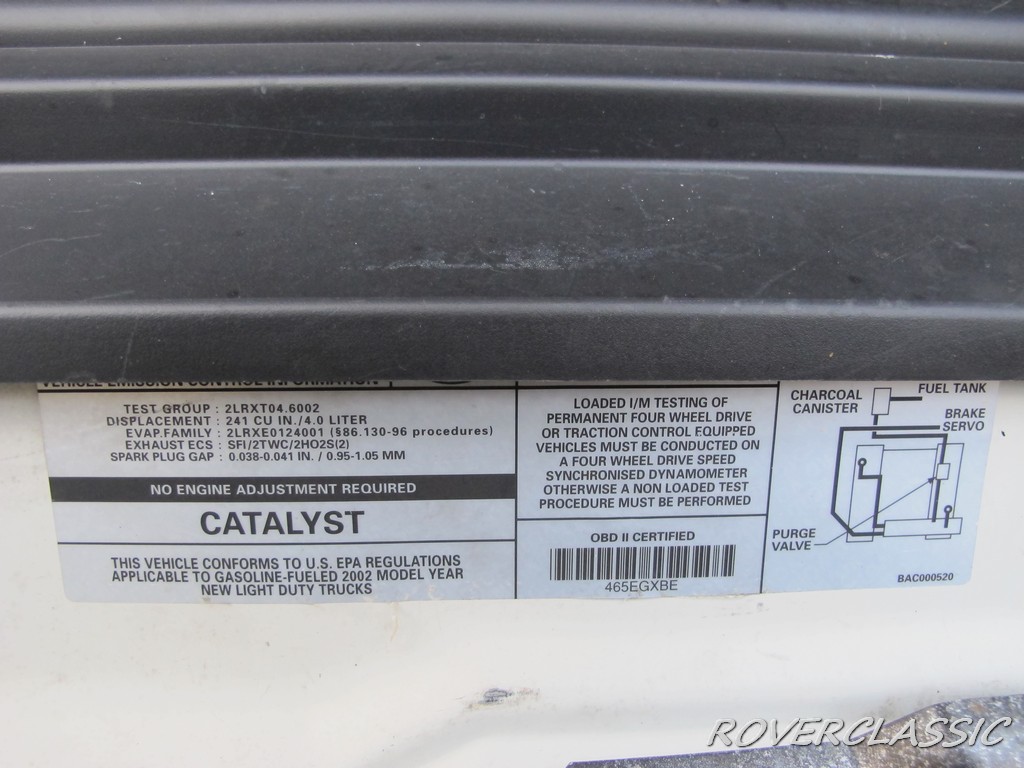 VEHICLE EMISSION CONTROL INFORMATION
TEST GROUP : 2LRXT04.6002
DISPLACEMENT : 241 CU IN./4.0 LITER
EVAP.FAMILY : 2LRXE0124001 (586.130-96 procedures)
EXHAUST ECS : SFI/2TWC/2HO2S(2)
SPARK PLUG GAP : 0.038-0.041 IN. / 0.95-1.05 MM
NO ENGINE ADJUSTMENT REQUIRED
CATALYST
THIS VEHICLE CONFORMS TO U.S. EPA REGULATIONS
APPLICABLE TO GASOLINE-FUELED 2002 MODEL YEAR
NEW LIGHT DUTY TRUCKS
LOADED I/M TESTING OF
PERMANENT FOUR WHEEL DRIVE
OR TRACTION CONTROL EQUIPPED
VEHICLES MUST BE CONDUCTED ON
A FOUR WHEEL DRIVE SPEED
SYNCHRONISED DYNAMOMETER
OTHERWISE A NON LOADED TEST
PROCEDURE MUST BE PERFORMED
OBD II CERTIFIED
465EGXBE
CHARCOAL
CANISTER
FUEL TANK
BRAKE
SERVO
PURGE
VALVE
BAC000520
ROVERCLASSIC